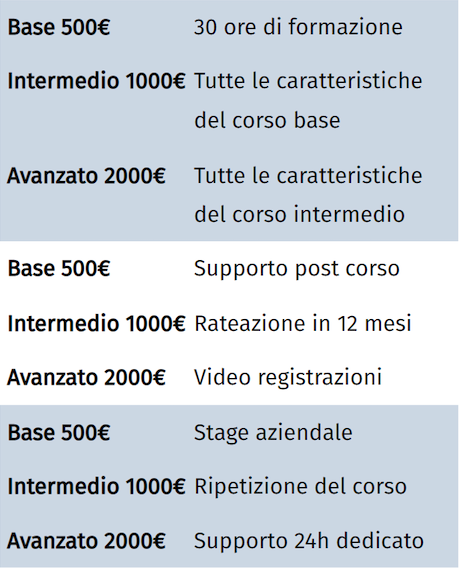 Base 500€ 30 ore di formazione
Intermedio 1000€ Tutte le caratteristiche
del corso base
Avanzato 2000€ Tutte le caratteristiche
del corso intermedio
Base 500€ Supporto post corso
Intermedio 1000€ Rateazione in 12 mesi
Avanzato 2000€ Video registrazioni
Base 500€ Stage aziendale
Intermedio 1000€ Ripetizione del corso
Avanzato 2000€ Supporto 24h dedicato